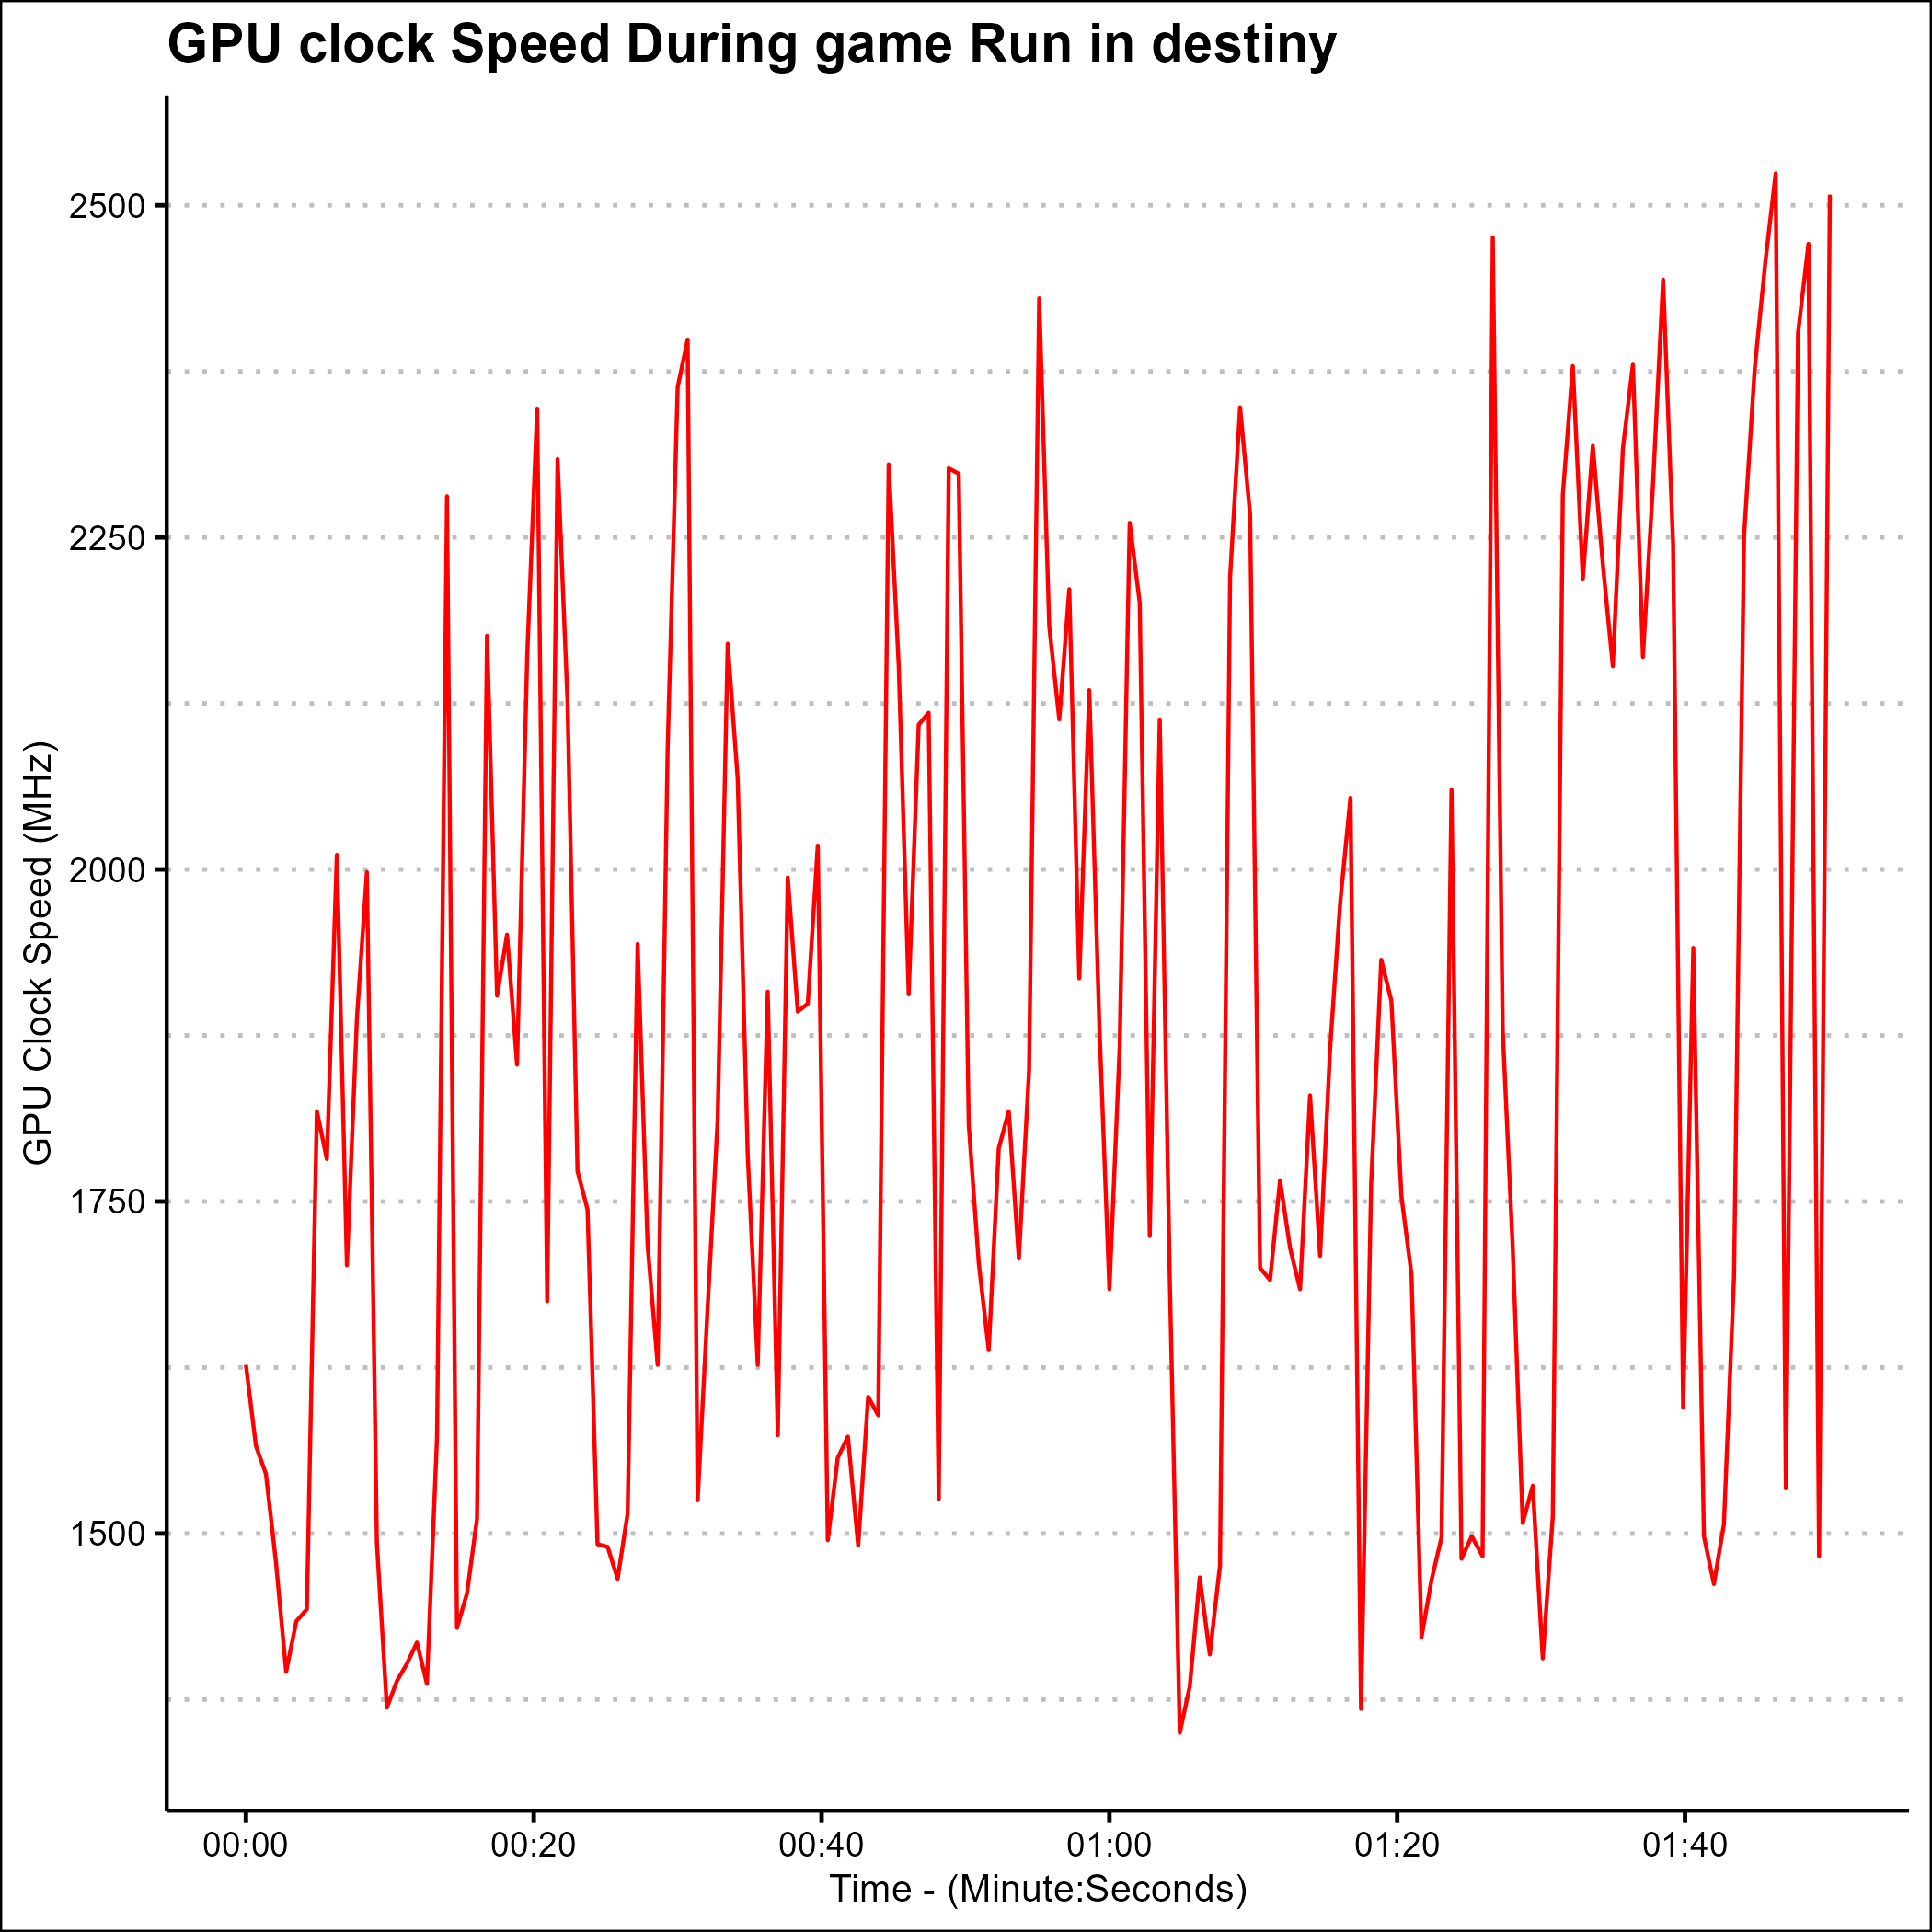 GPU clock Speed During game Run in destiny
GPU Clock Speed (MHz)
2500
2250
2000
1750
1500
00:00 00:20 00:40 01:00 01:20 01:40
Time - (Minute:Seconds)